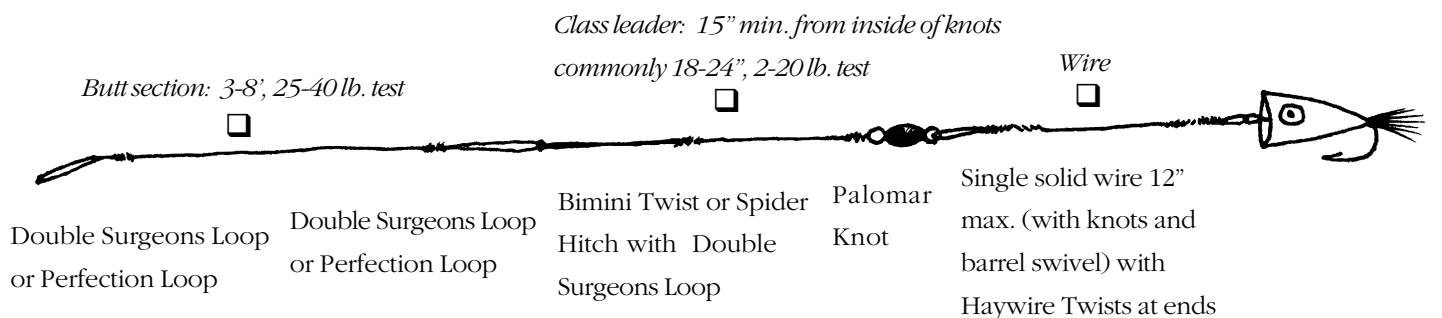 Class leader:  15” min. from inside of knots
commonly 18-24”, 2-20 lb. test
Wire
Butt section:  3-8’, 25-40 lb. test
Double Surgeons Loop
or Perfection Loop
Double Surgeons Loop
or Perfection Loop
Bimini Twist or Spider
Hitch with Double
Surgeons Loop
Palomar
Knot
Single solid wire 12”
max. (with knots and
barrel swivel) with
Haywire Twists at ends